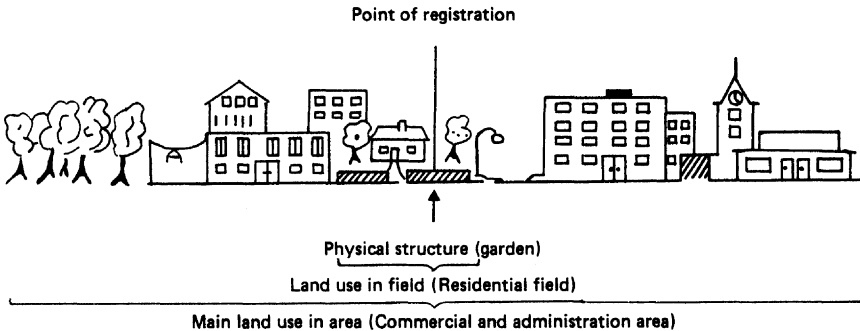 Point of registration
Physical structure (garden)
Land use in field (Residential field)
Main land use in area (Commercial and administration area)